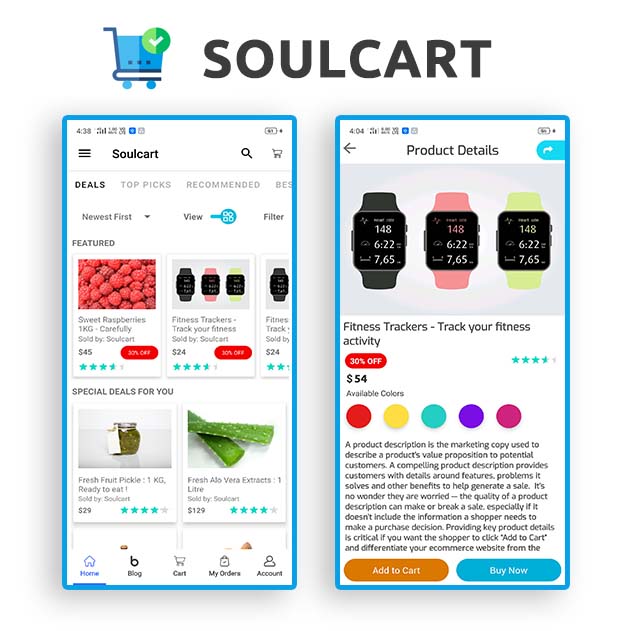 SOULCART
4:38
Soulcart
DEALS TOP PICKS RECOMMENDED BES
Newest First View Filter
FEATURED
Sweet Raspberries
1KG - Carefully
Sold by: Soulcart
$45 30% OFF
Fitness Trackers -
Track your fitness
Sold by: Soulcart
$24 30% OFF
Fitness
Track y
Sold by:
$24
SPECIAL DEALS FOR YOU
Fresh Fruit Pickle : 1 KG,
Ready to eat !
Sold by: Soulcart
$29
Fresh Alo Vera Extracts : 1
Litre
Sold by: Soulcart
$129
Home Blog Cart My Orders Account
4:04
Product Details
148 148 148
6:22 6:22 6:22
7,65 7,65 7,65
Fitness Trackers - Track your fitness
activity
30% OFF
$54
Available Colors
A product description is the marketing copy used to
describe a product's value proposition to potential
customers. A compelling product description provides
customers with details around features, problems it
solves and other benefits to help generate a sale. It's
no wonder they are worried — the quality of a product
description can make or break a sale, especially if it
doesn't include the information a shopper needs to
make a purchase decision. Providing key product details
is critical if you want the shopper to click "Add to Cart"
and differentiate your ecommerce website from the
Add to Cart Buy Now